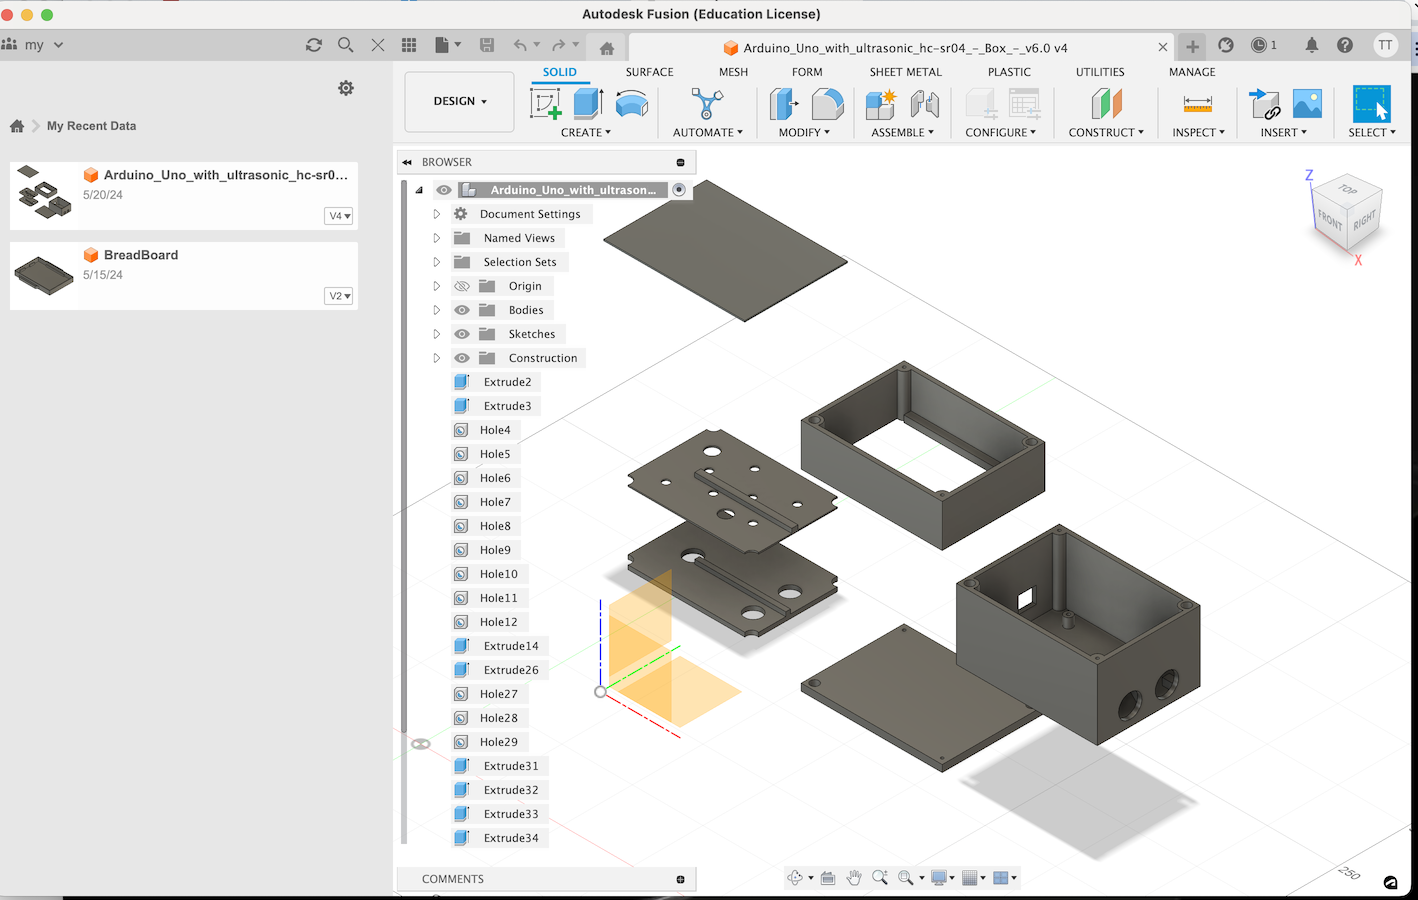 Autodesk Fusion (Education License)
my
Arduino_Uno_with_ultrasonic_hc-sr04_-_Box_-_v6.0 v4
1
TT
My Recent Data
Arduino_Uno_with_ultrasonic_hc-sr0...
5/20/24
V4
BreadBoard
5/15/24
V2
DESIGN
SOLID
SURFACE
MESH
FORM
SHEET METAL
PLASTIC
UTILITIES
MANAGE
CREATE
AUTOMATE
MODIFY
ASSEMBLE
CONFIGURE
CONSTRUCT
INSPECT
INSERT
SELECT
BROWSER
Arduino_Uno_with_ultrason...
Document Settings
Named Views
Selection Sets
Origin
Bodies
Sketches
Construction
Extrude2
Extrude3
Hole4
Hole5
Hole6
Hole7
Hole8
Hole9
Hole10
Hole11
Hole12
Extrude14
Extrude26
Hole27
Hole28
Hole29
Extrude31
Extrude32
Extrude33
Extrude34
COMMENTS
Z
TOP
FRONT
RIGHT
X
250